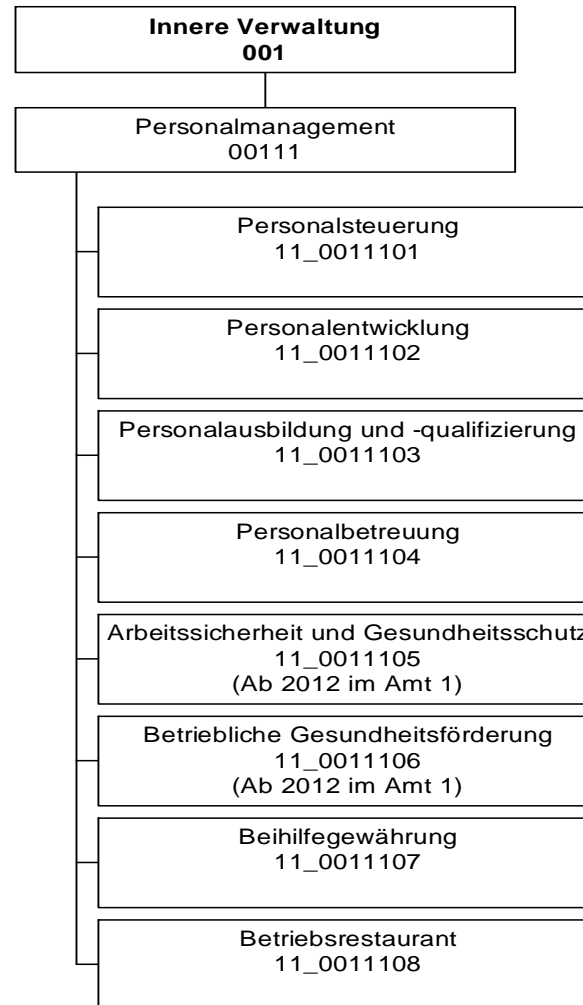 Innere Verwaltung
001
Personalmanagement
00111
Personalsteuerung
11_0011101
Personalentwicklung
11_0011102
Personalausbildung und -qualifizierung
11_0011103
Personalbetreuung
11_0011104
Arbeitssicherheit und Gesundheitsschutz
11_0011105
(Ab 2012 im Amt 1)
Betriebliche Gesundheitsförderung
11_0011106
(Ab 2012 im Amt 1)
Beihilfegewährung
11_0011107
Betriebsrestaurant
11_0011108